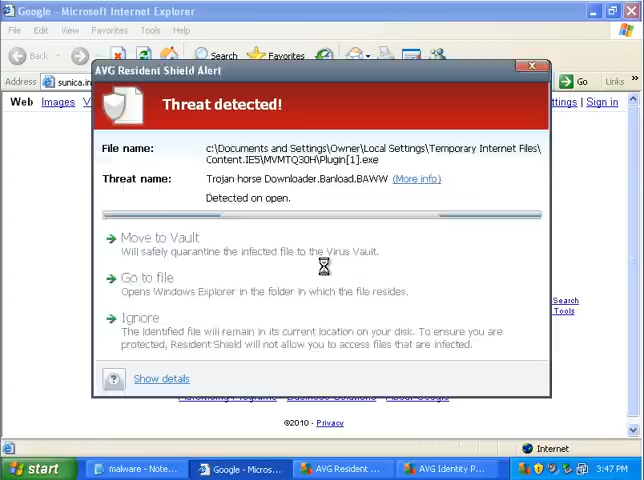 Google - Microsoft Internet Explorer
File Edit View Favorites Tools Help
Back Search Favorites
Address sunica.in Go Links
Web Images V ttings | Sign in
AVG Resident Shield Alert
Threat detected!
File name: c:\Documents and Settings\Owner\Local Settings\Temporary Internet Files\
Content.IE5\MVMTQ30H\Plugin[1].exe
Threat name: Trojan horse Downloader.Banload.BAWW (More info)
Detected on open.
Move to Vault
Will safely quarantine the infected file to the Virus Vault.
Go to file
Opens Windows Explorer in the folder in which the file resides.
Ignore
The identified file will remain in its current location on your disk. To ensure you are
protected, Resident Shield will not allow you to access files that are infected.
Search
Tools
Show details
©2010 - Privacy
Internet
start malware - Note... Google - Micros... AVG Resident ... AVG Identity P... 3:47 PM